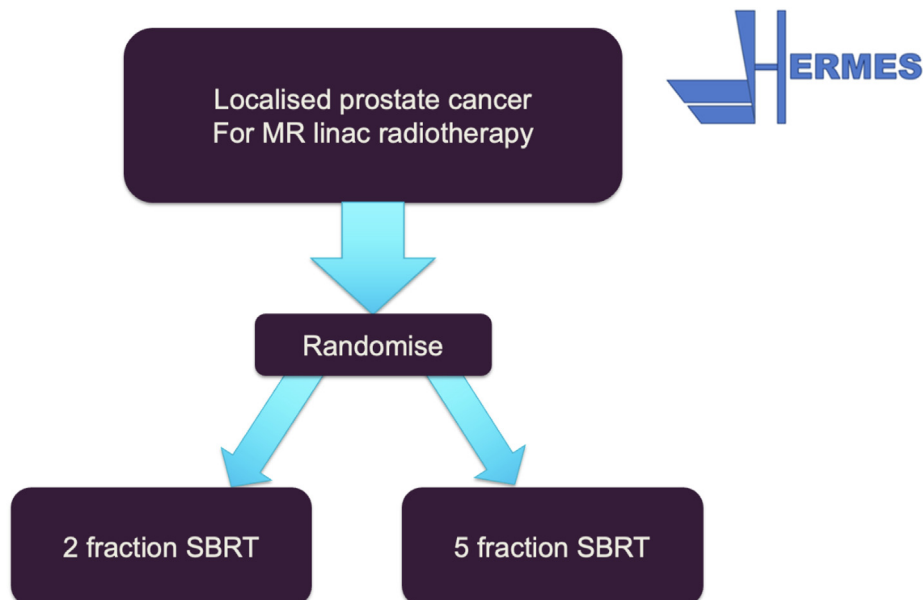 HERMES
Localised prostate cancer
For MR linac radiotherapy
Randomise
2 fraction SBRT
5 fraction SBRT